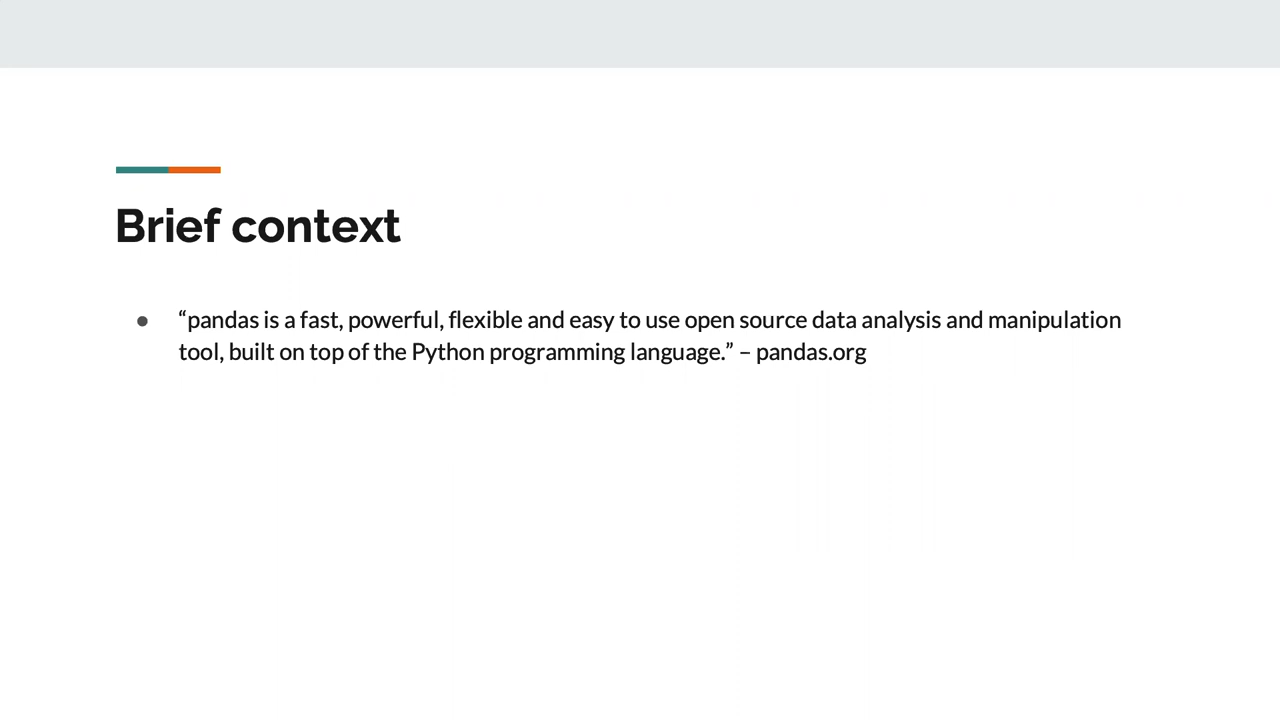 Brief context
● “pandas is a fast, powerful, flexible and easy to use open source data analysis and manipulation
tool, built on top of the Python programming language.” – pandas.org